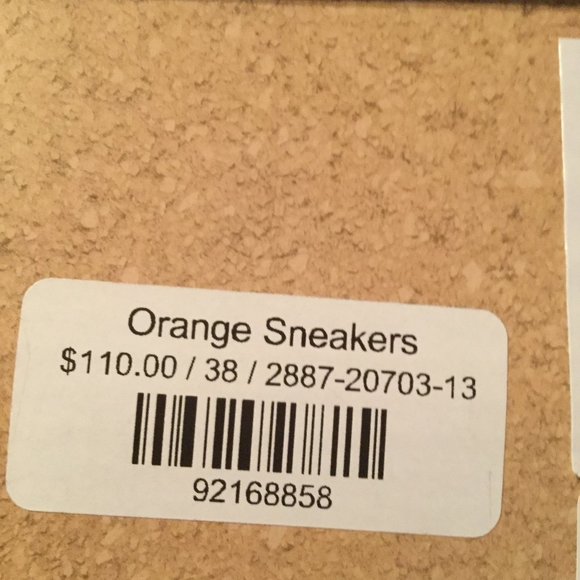 Orange Sneakers
$110.00 / 38 / 2887-20703-13
92168858